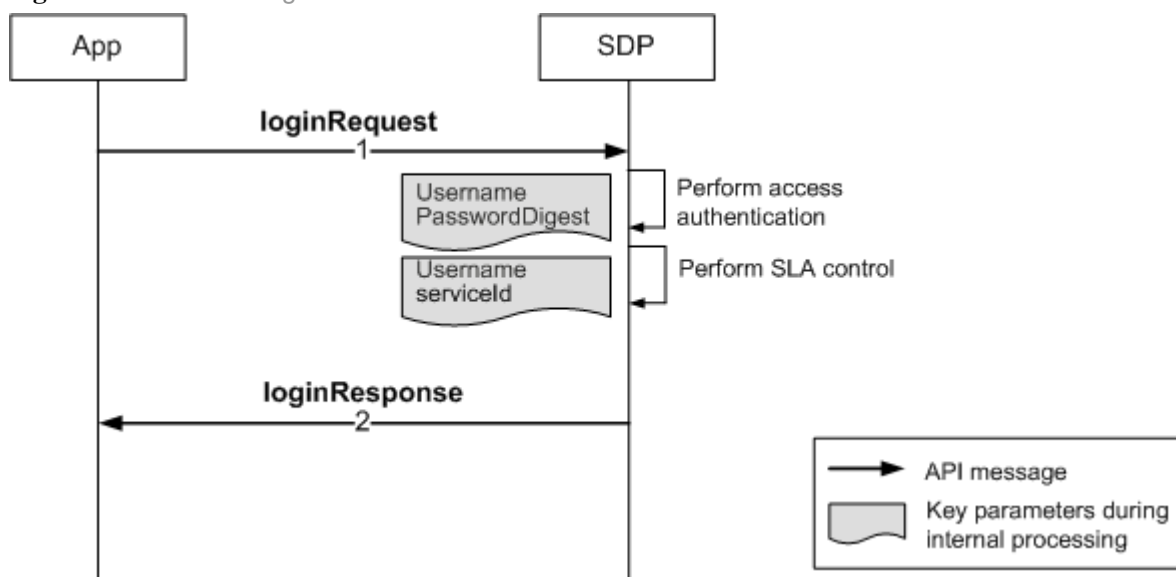 App
SDP
loginRequest
1
Username
PasswordDigest
Perform access
authentication
Username
serviceId
Perform SLA control
loginResponse
2
API message
Key parameters during
internal processing